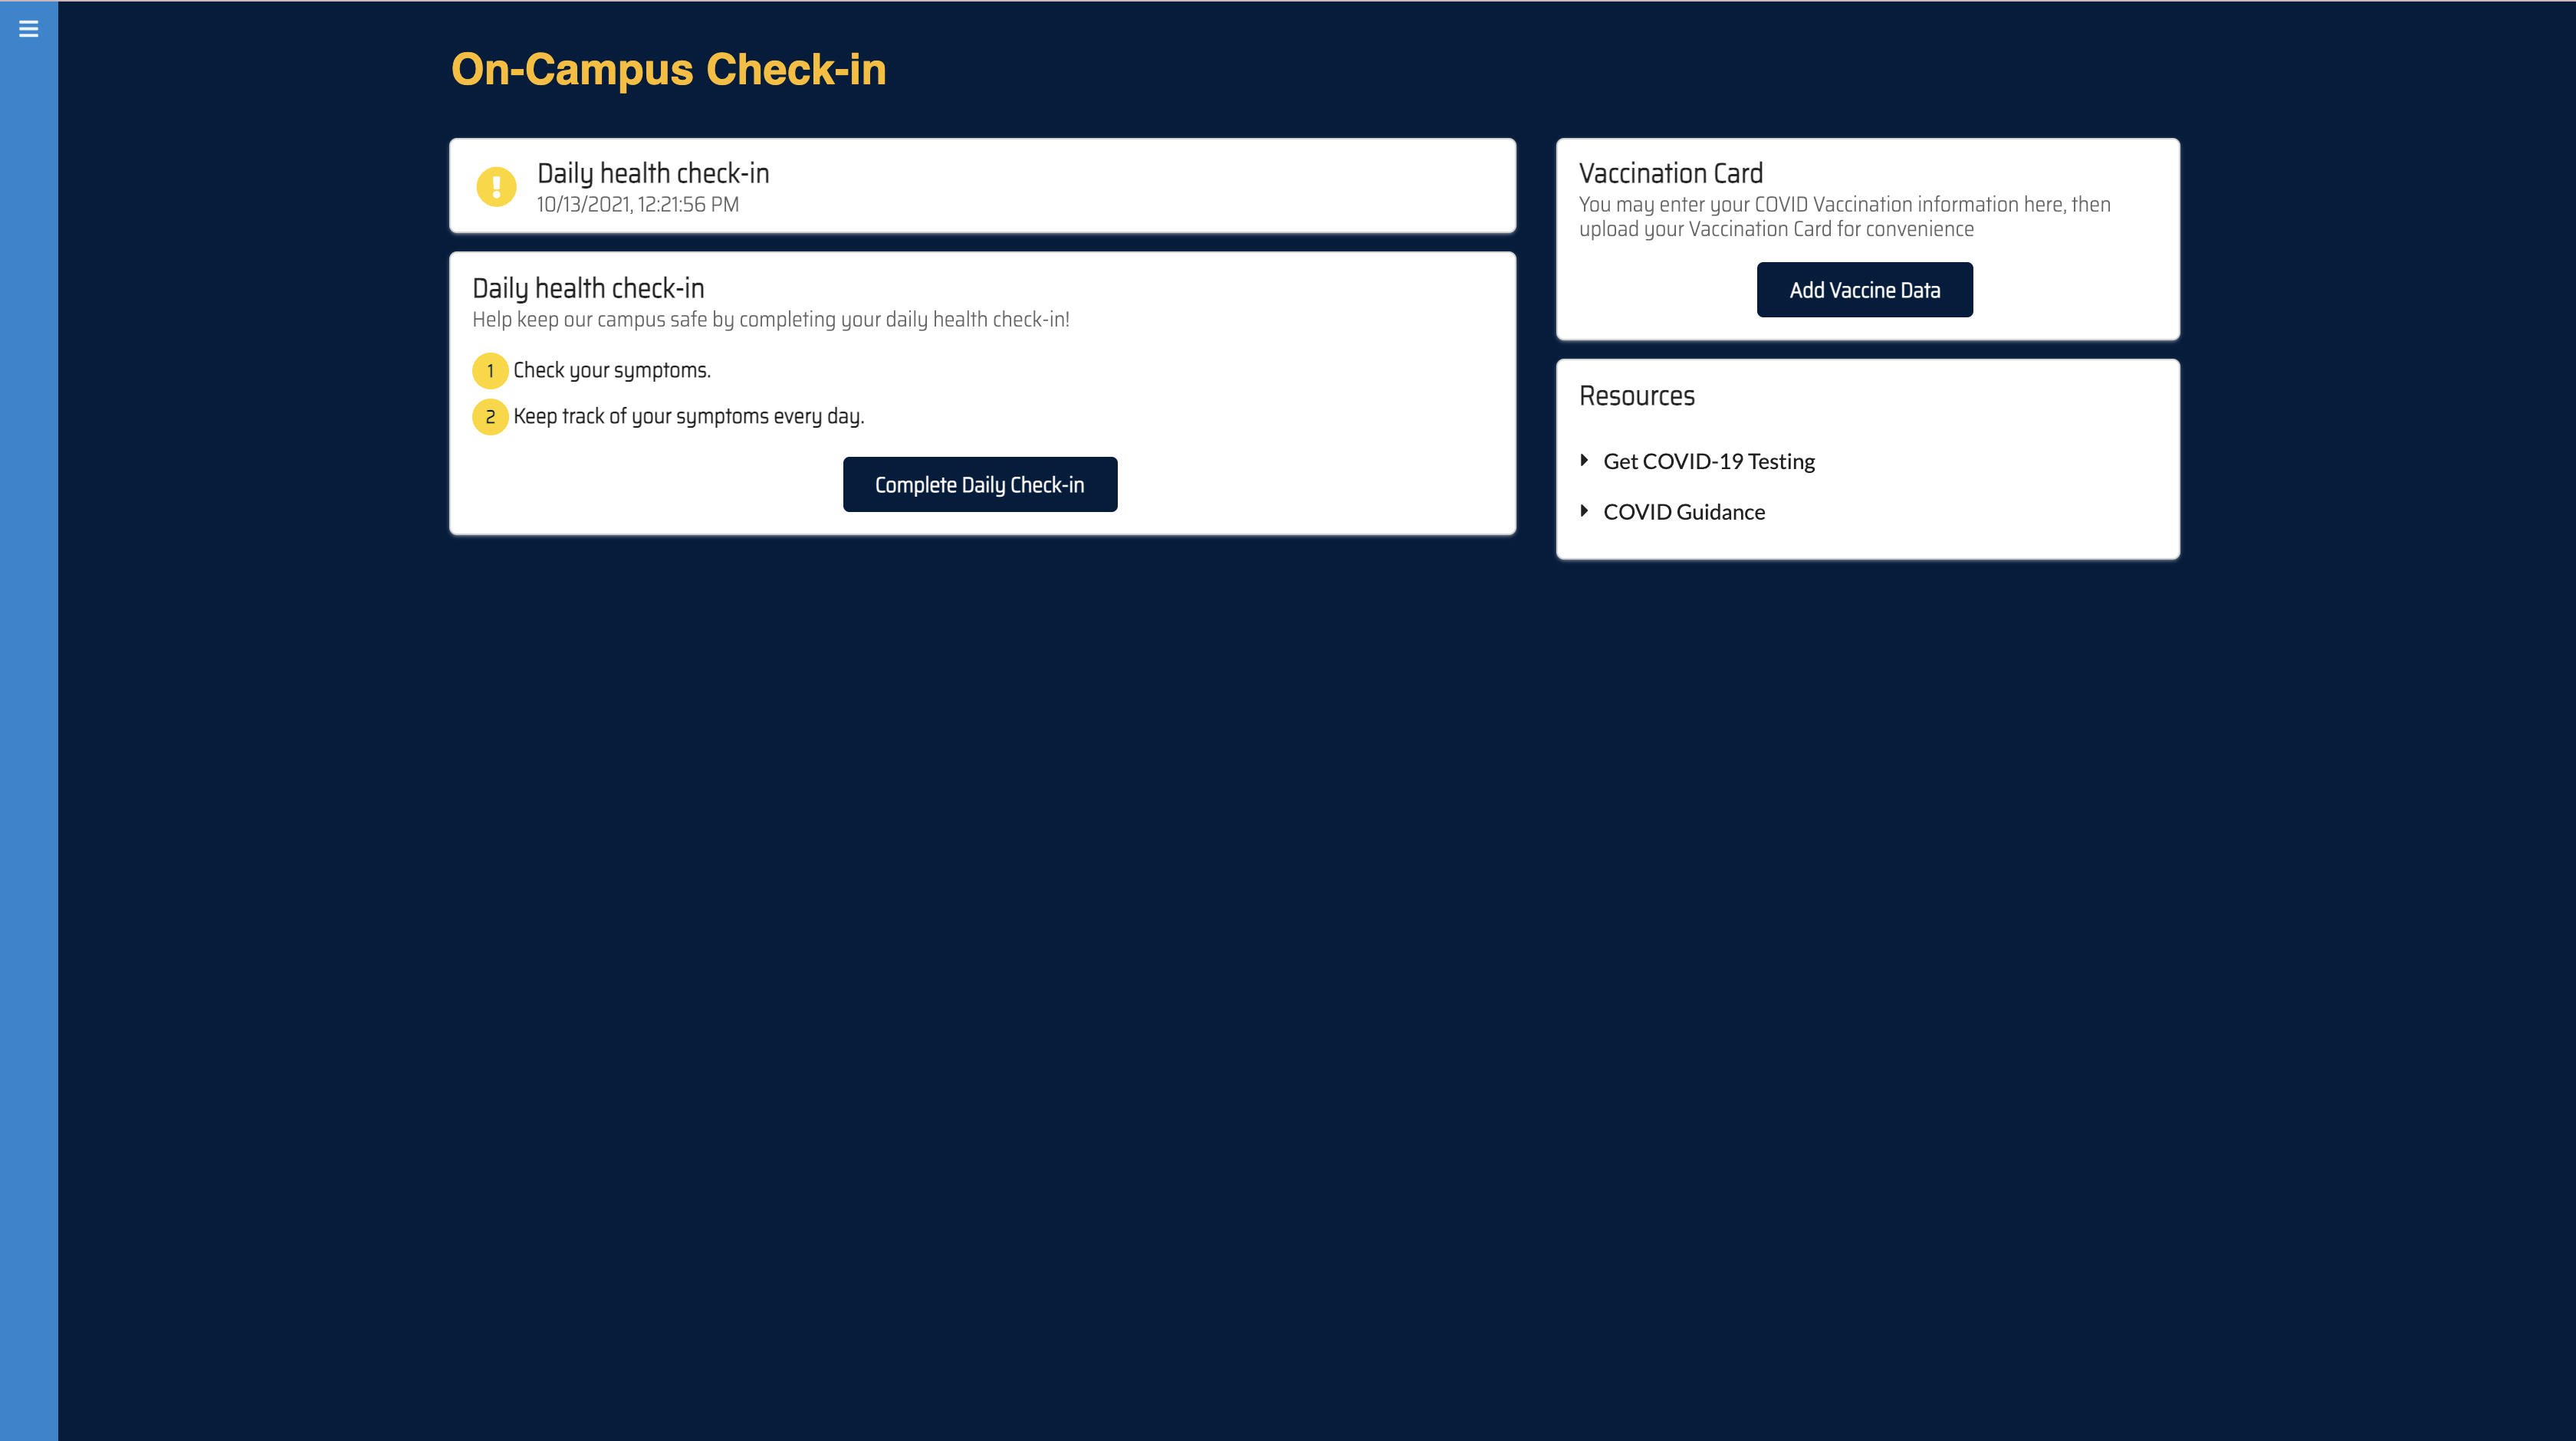 On-Campus Check-in
Daily health check-in
10/13/2021, 12:21:56 PM
Daily health check-in
Help keep our campus safe by completing your daily health check-in!
1 Check your symptoms.
2 Keep track of your symptoms every day.
Complete Daily Check-in
Vaccination Card
You may enter your COVID Vaccination information here, then
upload your Vaccination Card for convenience
Add Vaccine Data
Resources
Get COVID-19 Testing
COVID Guidance